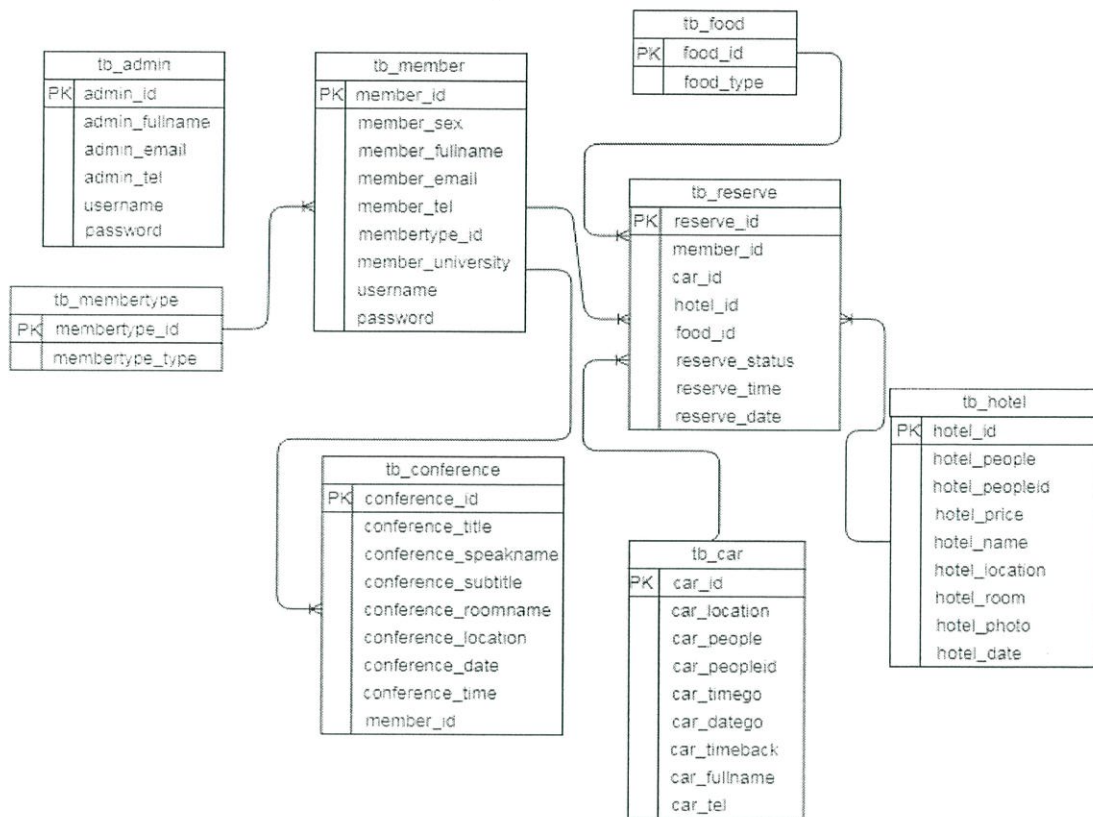 tb_admin
PK admin_id
admin_fullname
admin_email
admin_tel
username
password
tb_member
PK member_id
member_sex
member_fullname
member_email
member_tel
membertype_id
member_university
username
password
tb_food
PK food_id
food_type
tb_membertype
PK membertype_id
membertype_type
tb_reserve
PK reserve_id
member_id
car_id
hotel_id
food_id
reserve_status
reserve_time
reserve_date
tb_hotel
PK hotel_id
hotel_people
hotel_peopleid
hotel_price
hotel_name
hotel_location
hotel_room
hotel_photo
hotel_date
tb_conference
PK conference_id
conference_title
conference_speakname
conference_subtitle
conference_roomname
conference_location
conference_date
conference_time
member_id
tb_car
PK car_id
car_location
car_people
car_peopleid
car_timego
car_datego
car_timeback
car_fullname
car_tel